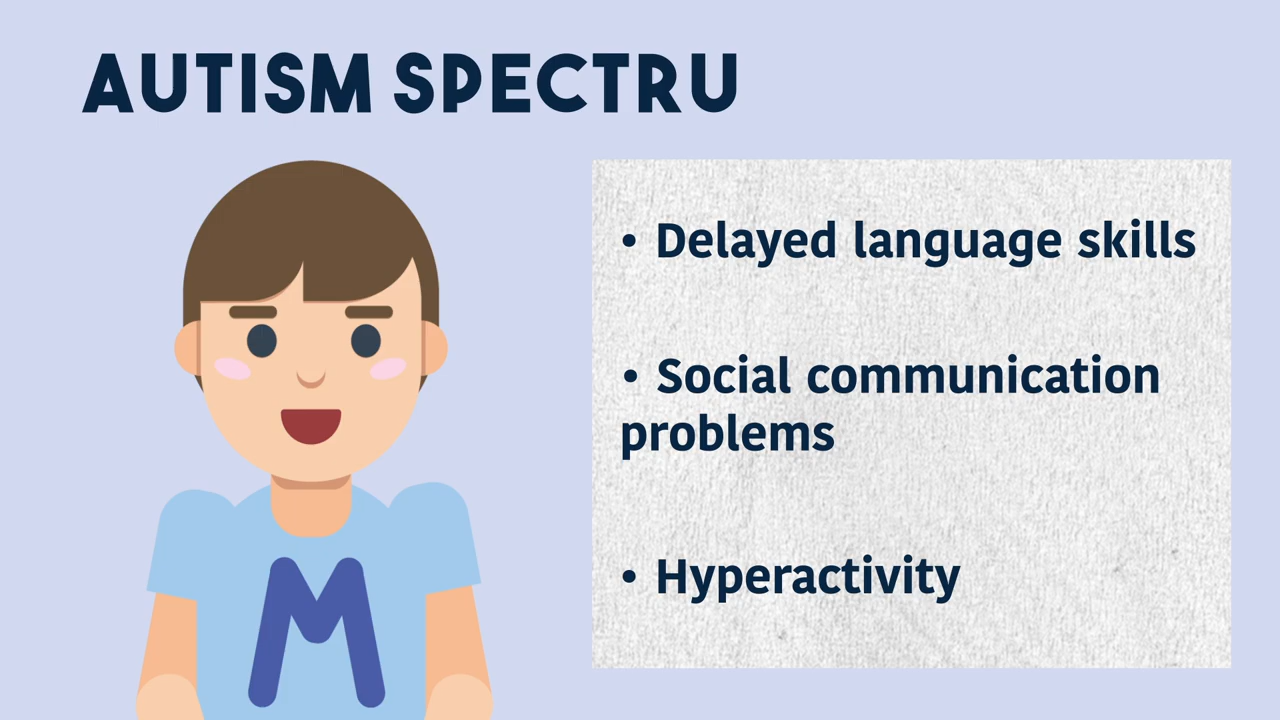 AUTISM SPECTRU
• Delayed language skills
• Social communication
problems
• Hyperactivity
M